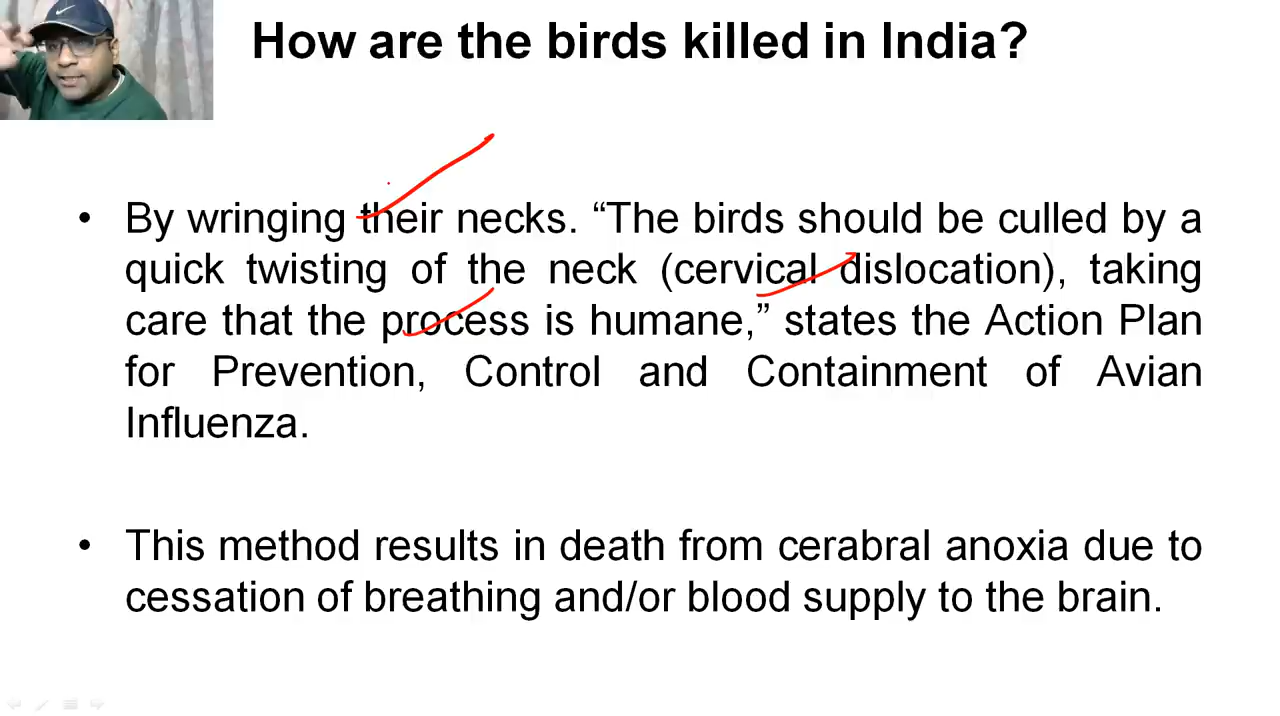 How are the birds killed in India?
• By wringing their necks. “The birds should be culled by a
quick twisting of the neck (cervical dislocation), taking
care that the process is humane,” states the Action Plan
for Prevention, Control and Containment of Avian
Influenza.
• This method results in death from cerabral anoxia due to
cessation of breathing and/or blood supply to the brain.